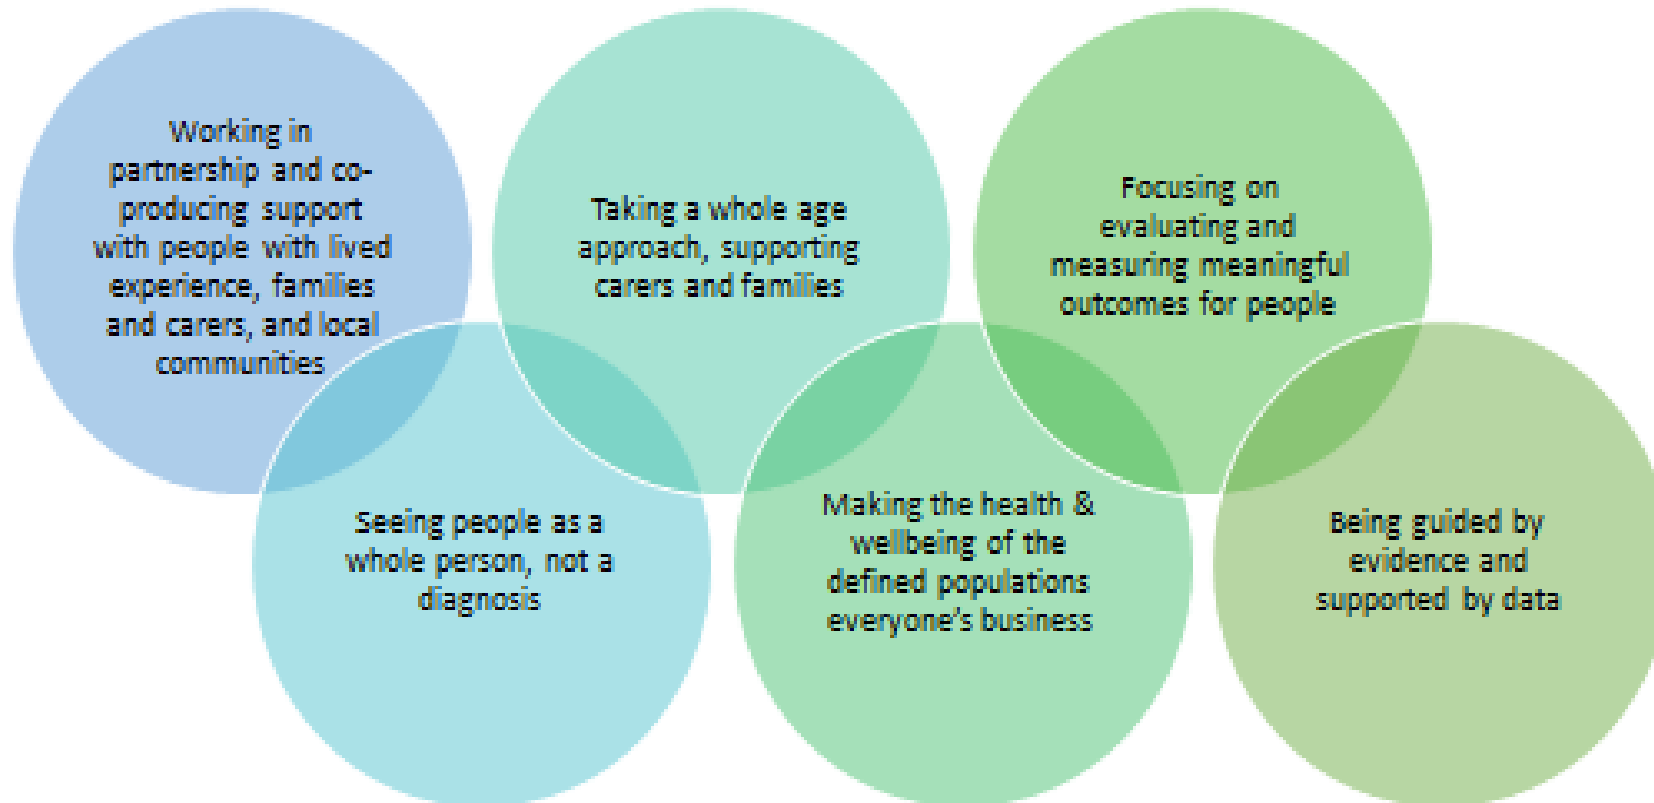 Working in
partnership and co-
producing support
with people with lived
experience, families
and carers, and local
communities
Seeing people as a
whole person, not a
diagnosis
Taking a whole age
approach, supporting
carers and families
Making the health &
wellbeing of the
defined populations
everyone's business
Focusing on
evaluating and
measuring meaningful
outcomes for people
Being guided by
evidence and
supported by data